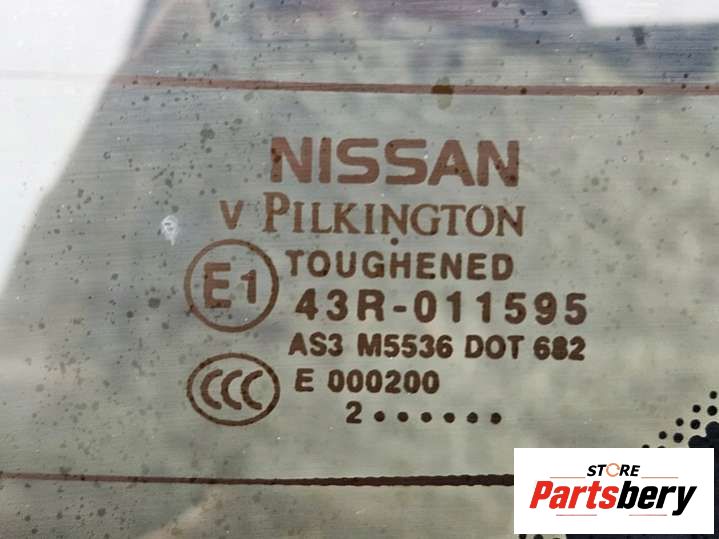 NISSAN
V PILKINGTON
TOUGHENED
E1
43R-011595
AS3 M5536 DOT 682
CCC
E 000200
2••••••
STORE
Partsbery